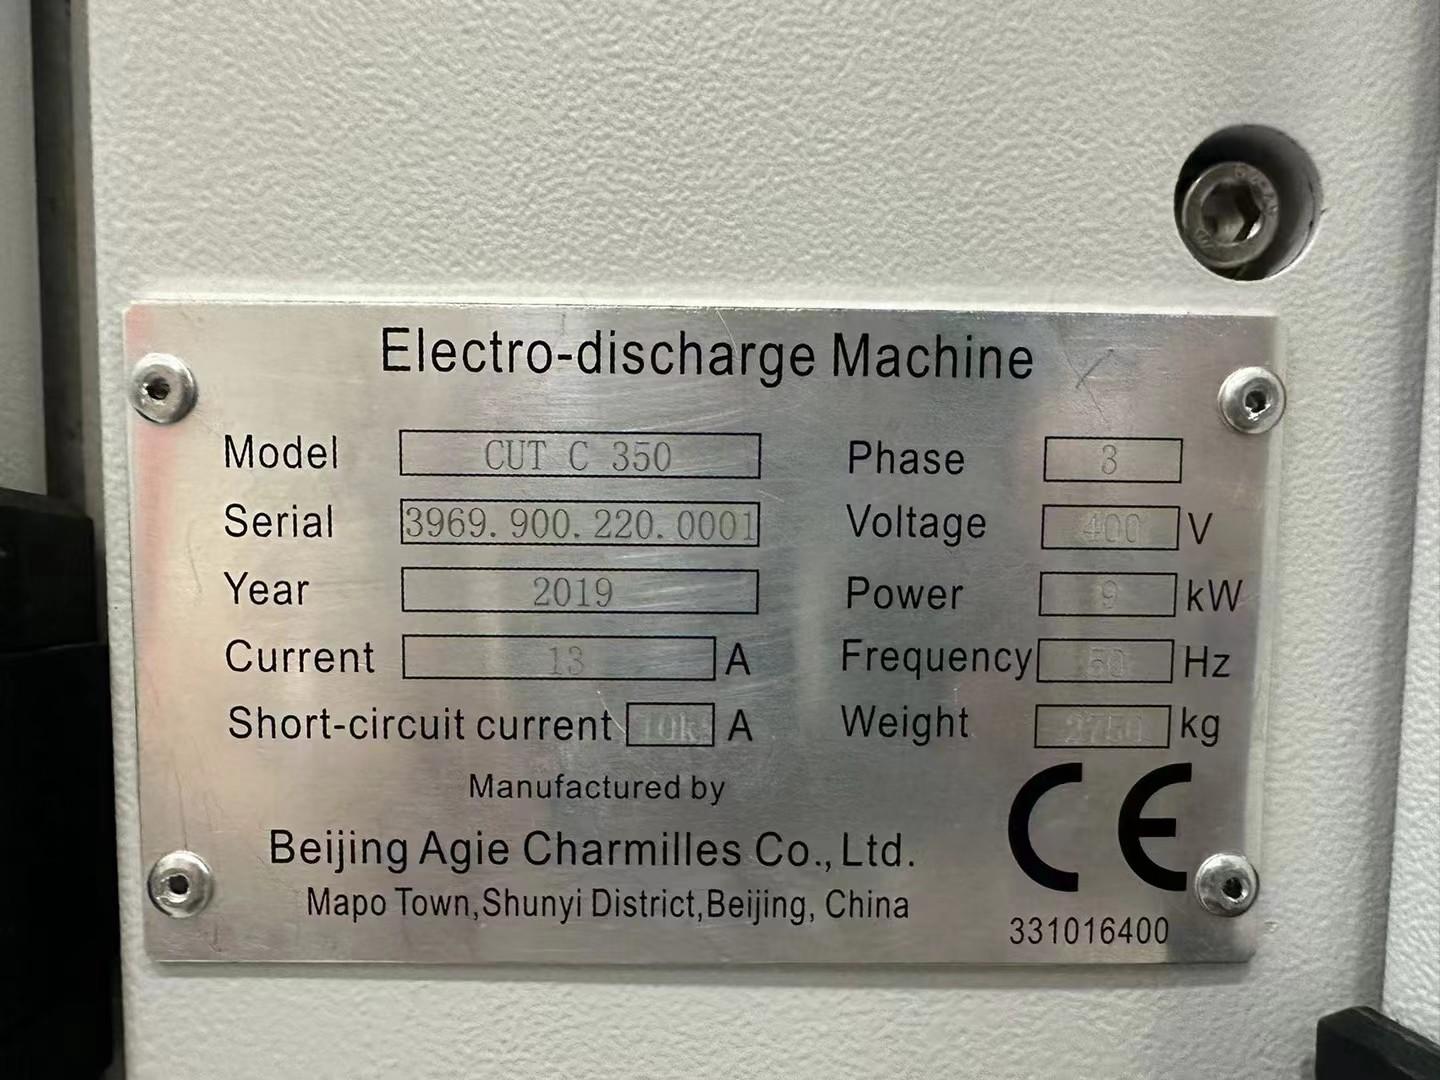 Electro-discharge Machine
Model CUT C 350 Phase 3
Serial 3969.900.220.0001 Voltage 400 V
Year 2019 Power 9 kW
Current 13 A Frequency 50 Hz
Short-circuit current 10k A Weight 2750 kg
Manufactured by
Beijing Agie Charmilles Co., Ltd.
Mapo Town,Shunyi District,Beijing, China
CE
331016400